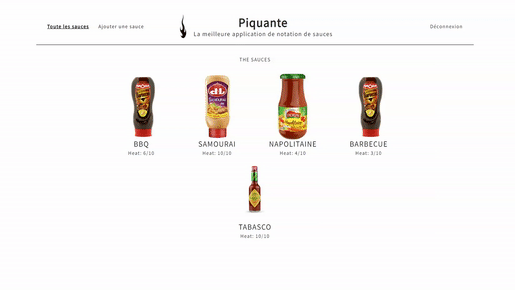 Toute les sauces
Ajouter une sauce
Piquante
La meilleure application de notation de sauces
Déconnexion
THE SAUCES
BBQ
Heat: 6/10
SAMOURAI
Heat: 10/10
NAPOLITAINE
Heat: 4/10
BARBECUE
Heat: 3/10
TABASCO
Heat: 10/10